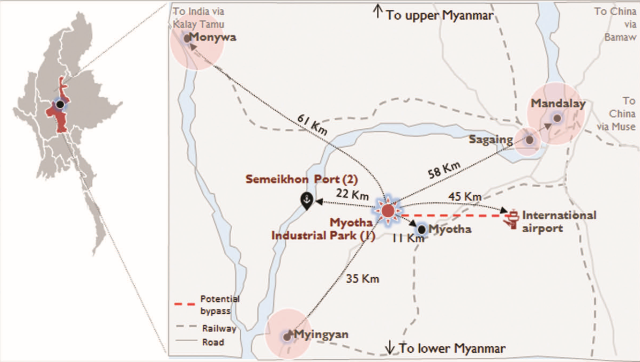 To India via
Kalay Tamu
To upper Myanmar
To China
via
Bamaw
Monywa
Mandalay
To
China
via Muse
Sagaing
61 Km
58 Km
Semeikhon Port (2)
22 Km
45 Km
Myotha
Industrial Park (1)
11 Km
Myotha
International
airport
35 Km
Potential
bypass
Railway
Road
Myingyan
To lower Myanmar